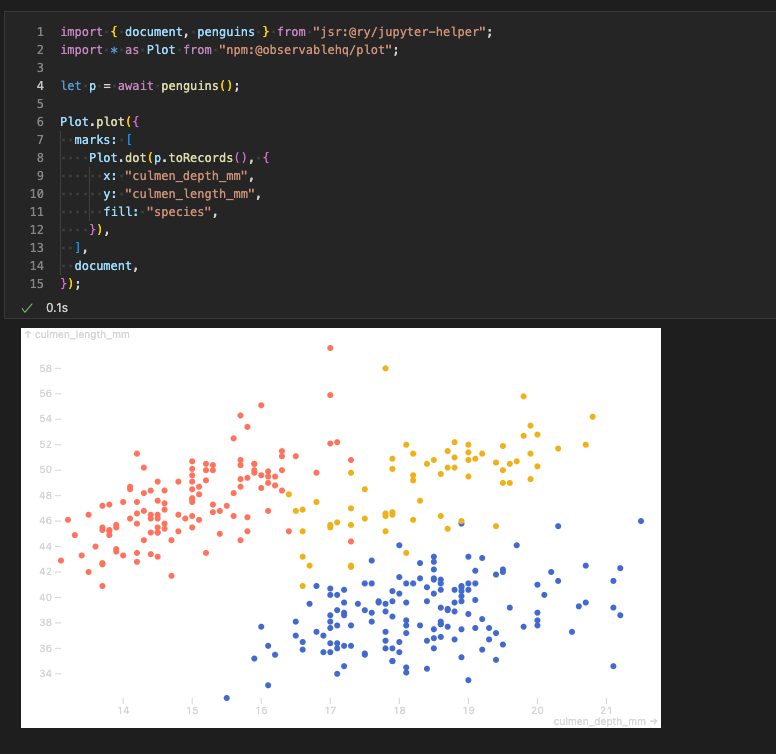 1 import { document, penguins } from "jsr:@ry/jupyter-helper";
2 import * as Plot from "npm:@observablehq/plot";
3
4 let p = await penguins();
5
6 Plot.plot({
7 marks: [
8 Plot.dot(p.toRecords(), {
9 x: "culmen_depth_mm",
10 y: "culmen_length_mm",
11 fill: "species",
12 }),
13 ],
14 document,
15 });
✓ 0.1s
↑ culmen_length_mm
58
56
54
52
50
48
46
44
42
40
38
36
34
14 15 16 17 18 19 20 21
culmen_depth_mm →